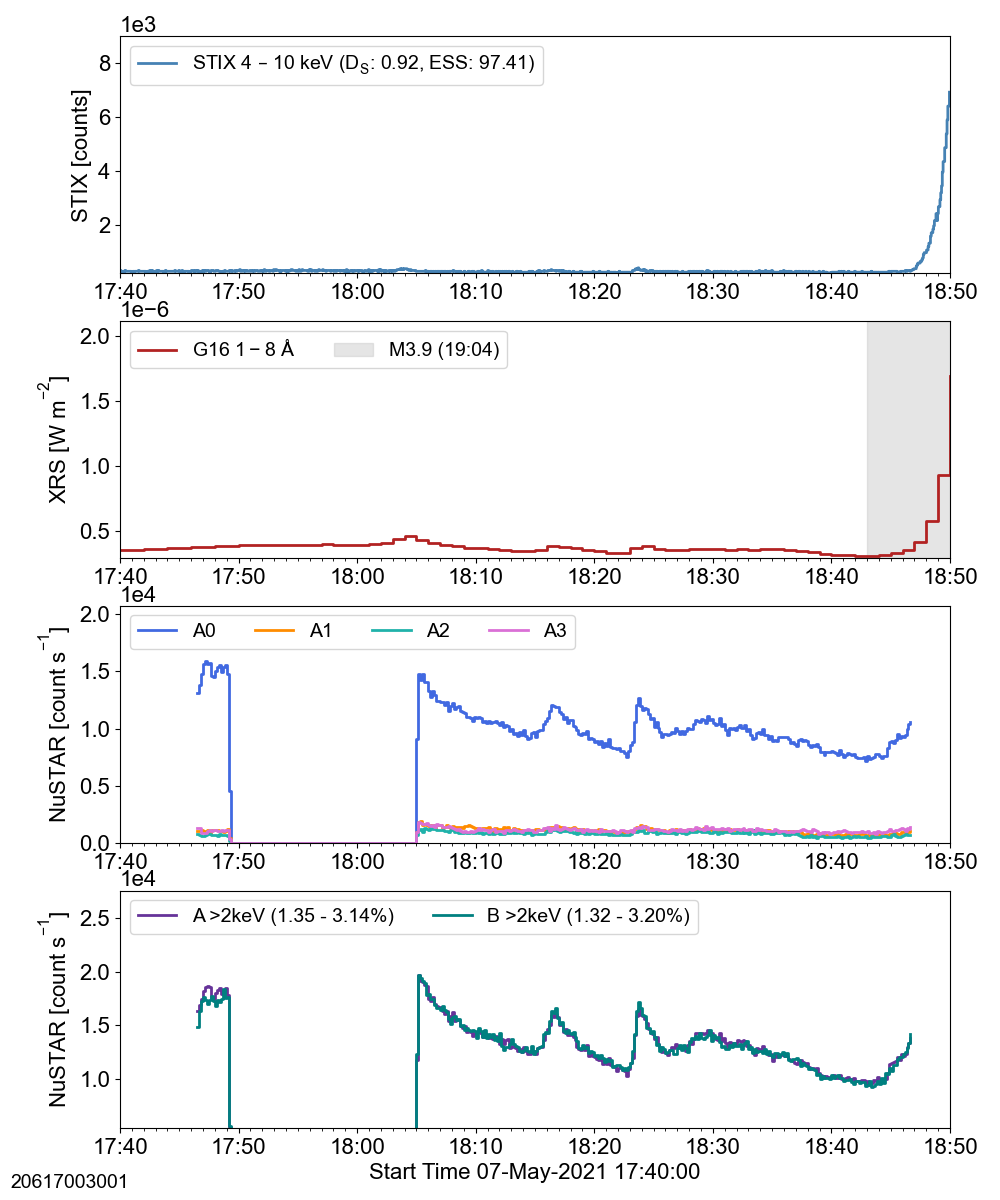 1e3
STIX 4 – 10 keV (D_S: 0.92, ESS: 97.41)
8
6
4
2
STIX [counts]
17:40 17:50 18:00 18:10 18:20 18:30 18:40 18:50
1e−6
G16 1 – 8 Å M3.9 (19:04)
2.0
1.5
1.0
0.5
XRS [W m⁻²]
17:40 17:50 18:00 18:10 18:20 18:30 18:40 18:50
1e4
A0 A1 A2 A3
2.0
1.5
1.0
0.5
0.0
NuSTAR [count s⁻¹]
17:40 17:50 18:00 18:10 18:20 18:30 18:40 18:50
1e4
A >2keV (1.35 - 3.14%) B >2keV (1.32 - 3.20%)
2.5
2.0
1.5
1.0
NuSTAR [count s⁻¹]
17:40 17:50 18:00 18:10 18:20 18:30 18:40 18:50
Start Time 07-May-2021 17:40:00
20617003001